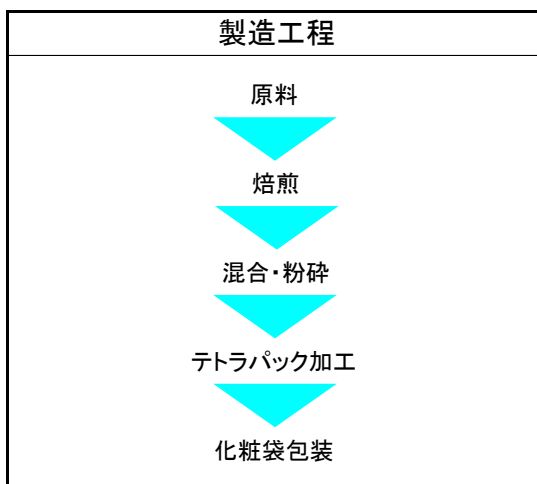 製造工程
原料
焙煎
混合・粉砕
テトラパック加工
化粧袋包装